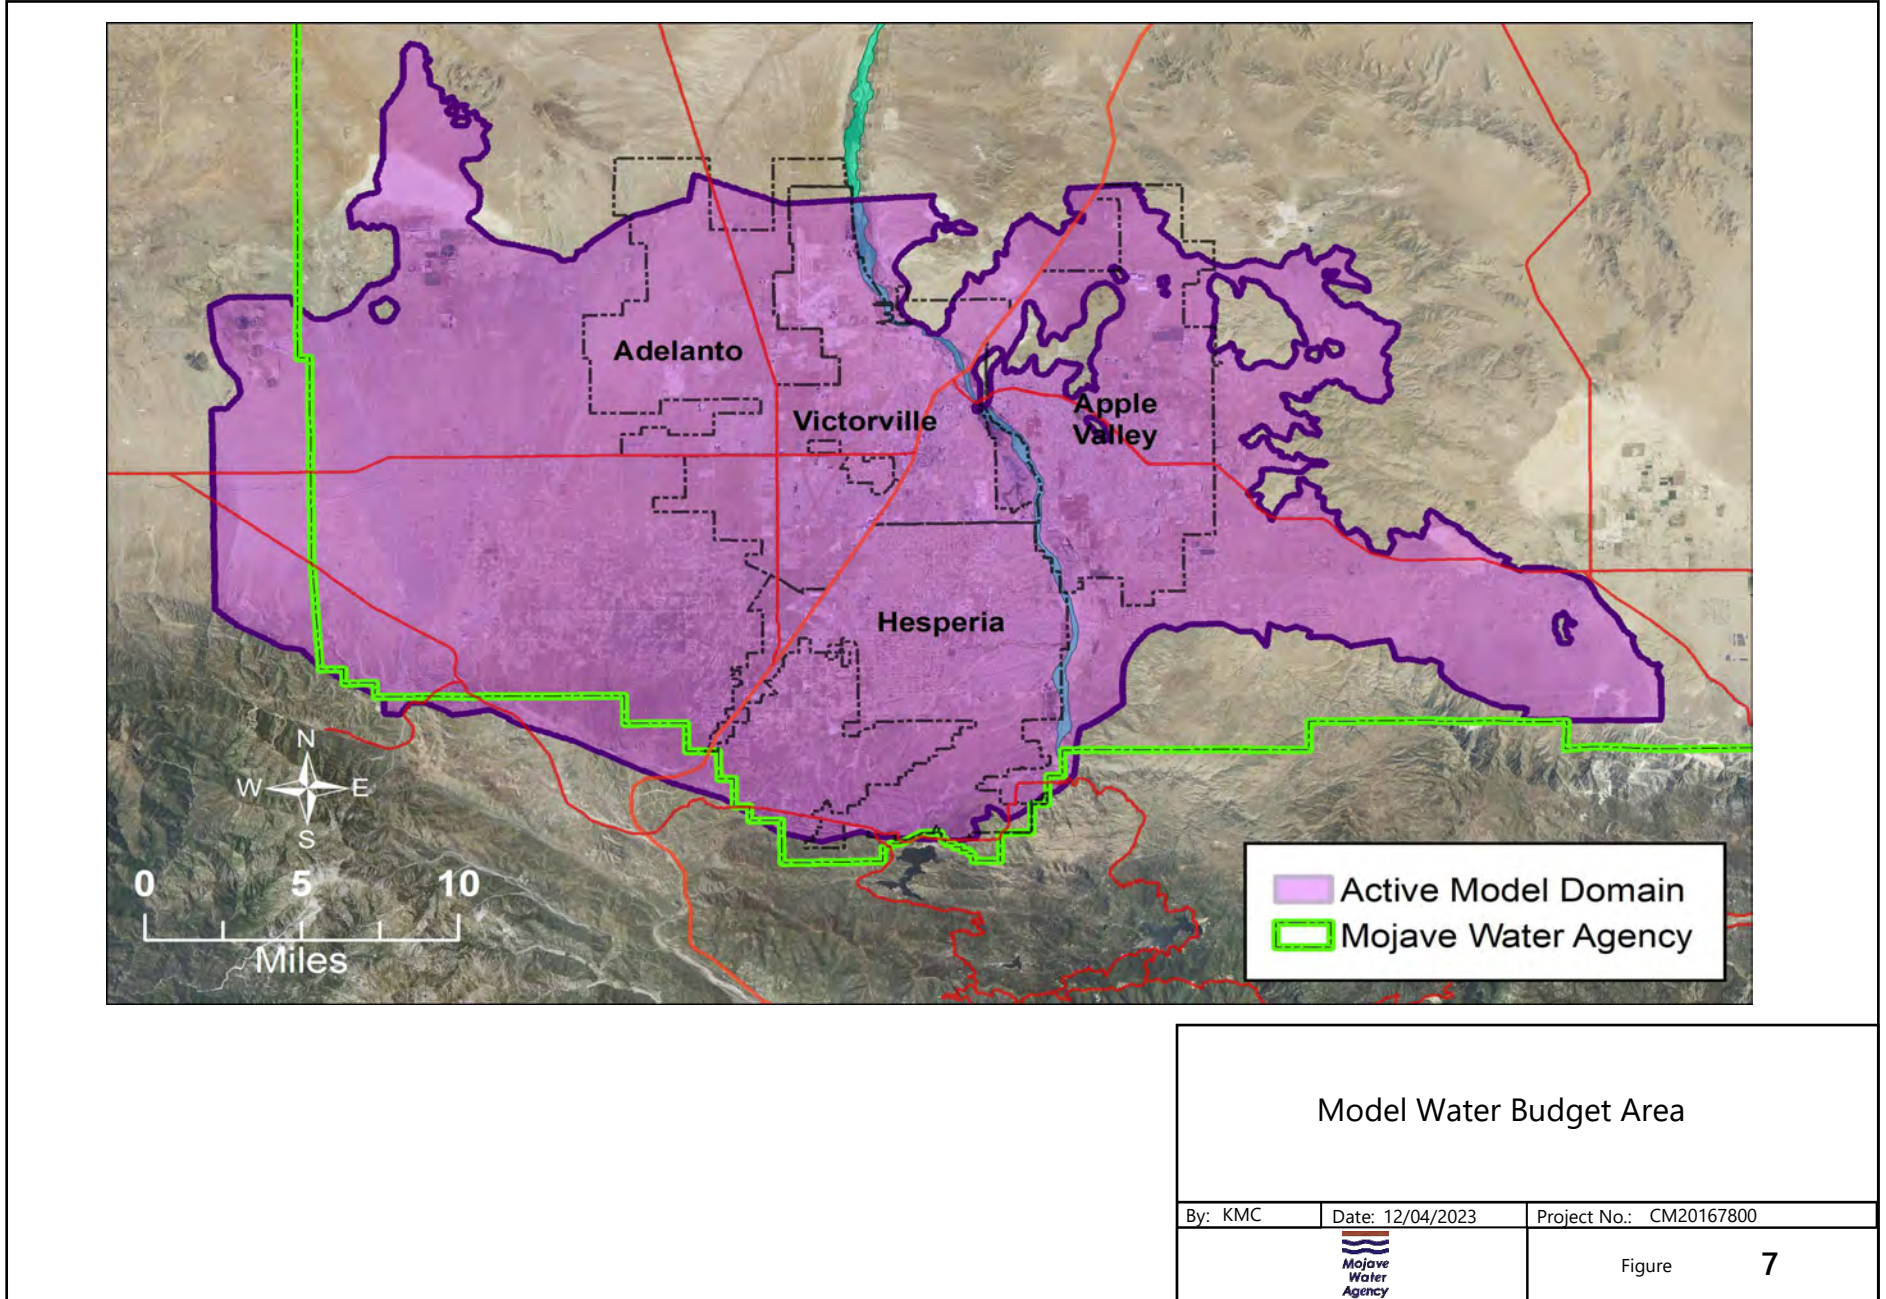 Adelanto
Victorville
Apple
Valley
Hesperia
N
W E
S
0 5 10
Miles
Active Model Domain
Mojave Water Agency
Model Water Budget Area
By: KMC
Date: 12/04/2023
Project No.: CM20167800
Mojave
Water
Agency
Figure 7